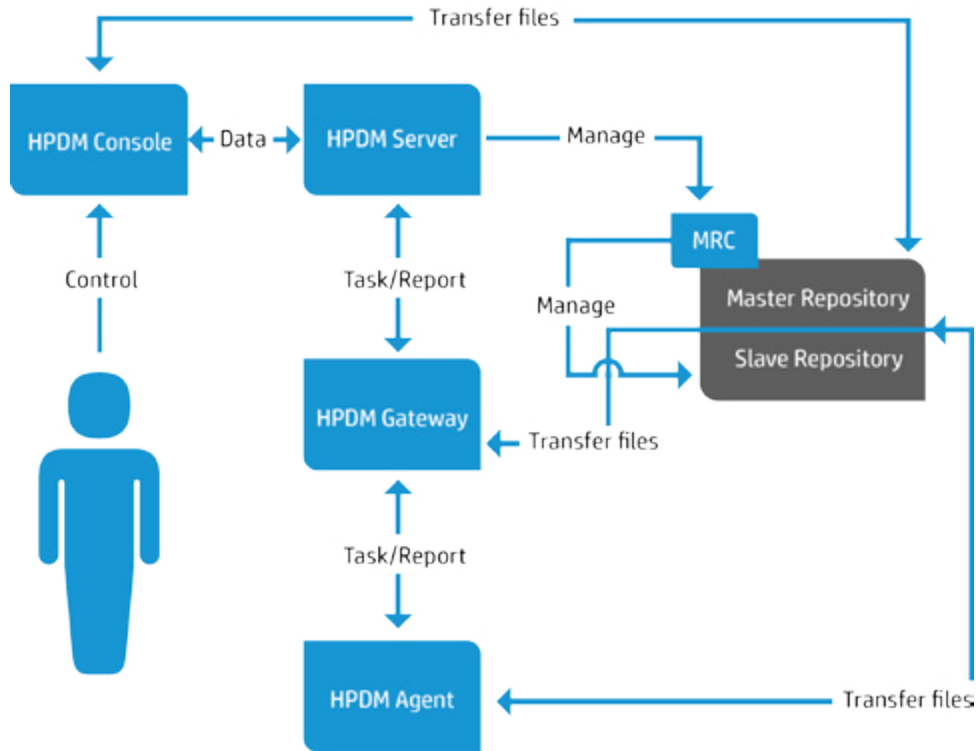 Transfer files
HPDM Console
Data
HPDM Server
Manage
MRC
Control
Task/Report
Manage
Master Repository
Slave Repository
HPDM Gateway
Transfer files
Task/Report
HPDM Agent
Transfer files